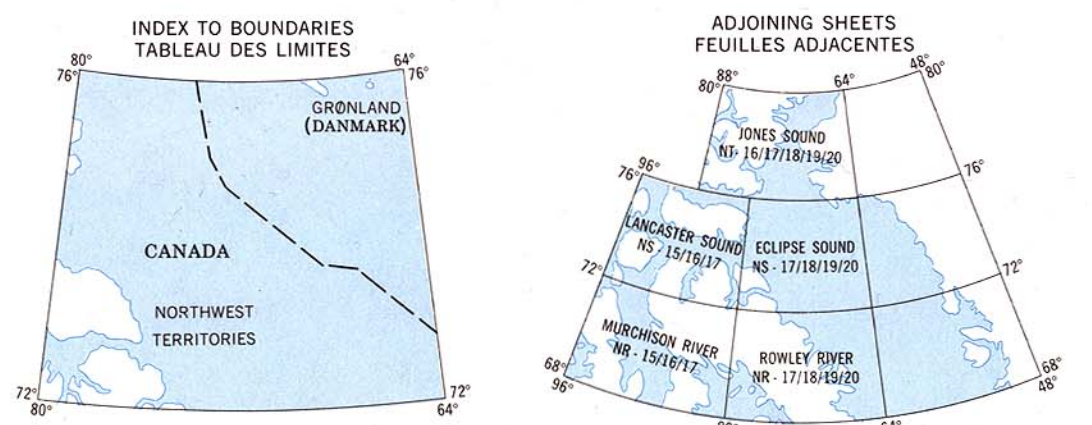 INDEX TO BOUNDARIES
TABLEAU DES LIMITES
80°
76°
64°
76°
GRØNLAND
(DANMARK)
CANADA
NORTHWEST
TERRITORIES
72°
80°
72°
64°
ADJOINING SHEETS
FEUILLES ADJACENTES
88°
80°
64°
48°
80°
JONES SOUND
NT - 16/17/18/19/20
96°
76°
76°
LANCASTER SOUND
NS - 15/16/17
ECLIPSE SOUND
NS - 17/18/19/20
72°
72°
MURCHISON RIVER
NR - 15/16/17
ROWLEY RIVER
NR - 17/18/19/20
68°
96°
68°
48°